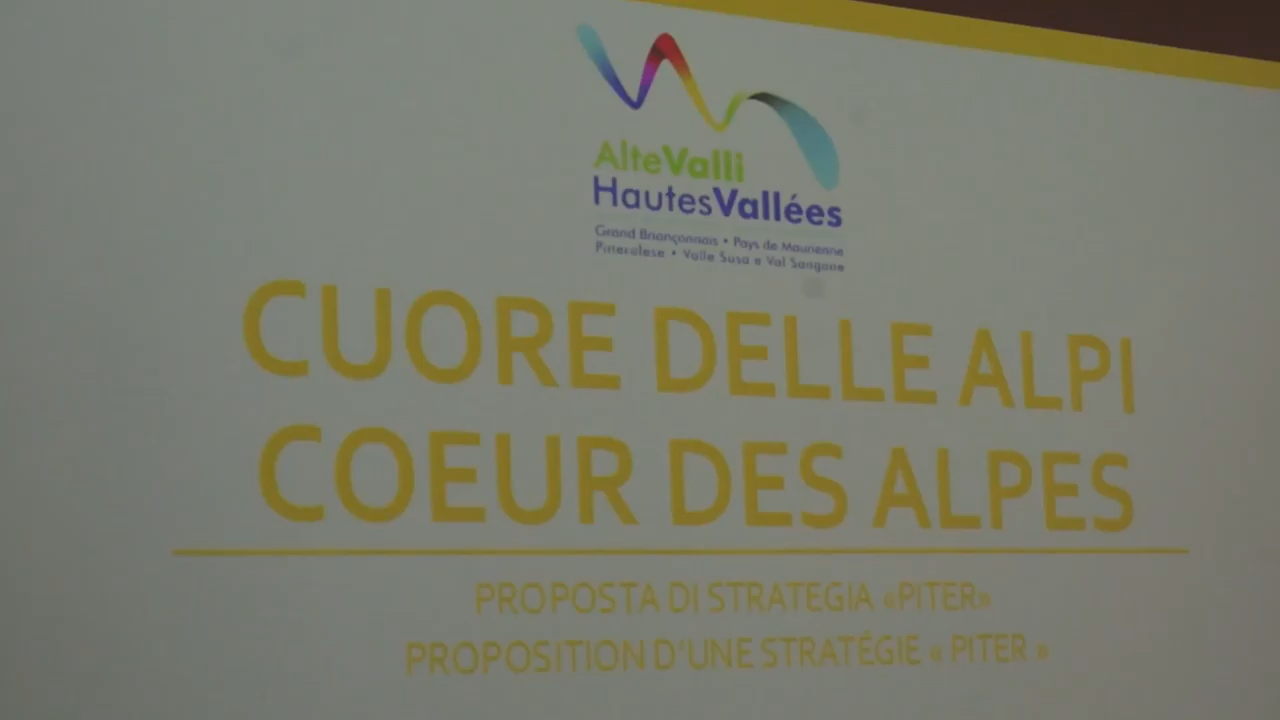 AlteValli
HautesVallées
Grand Briançonnais • Pays de Maurienne
Pinerolese • Valle Susa e Val Sangone
CUORE DELLE ALPI
COEUR DES ALPES
PROPOSTA DI STRATEGIA «PITER»
PROPOSITION D'UNE STRATÉGIE « PITER »